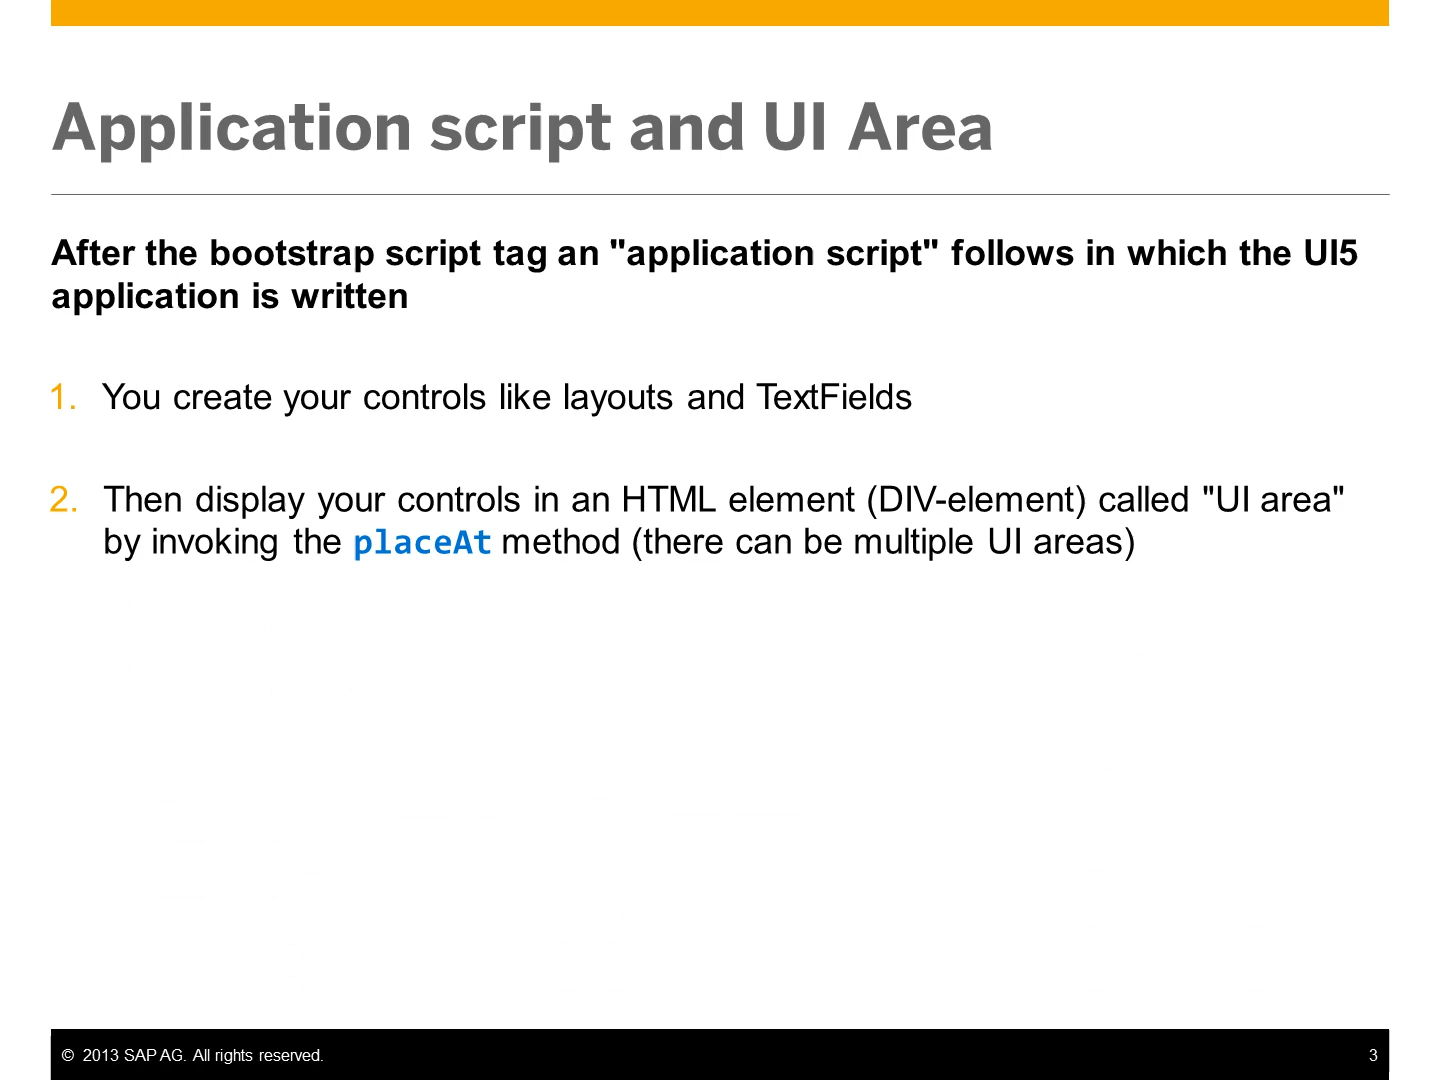 Application script and UI Area
After the bootstrap script tag an "application script" follows in which the UI5
application is written
1. You create your controls like layouts and TextFields
2. Then display your controls in an HTML element (DIV-element) called "UI area"
by invoking the placeAt method (there can be multiple UI areas)
© 2013 SAP AG. All rights reserved.
3